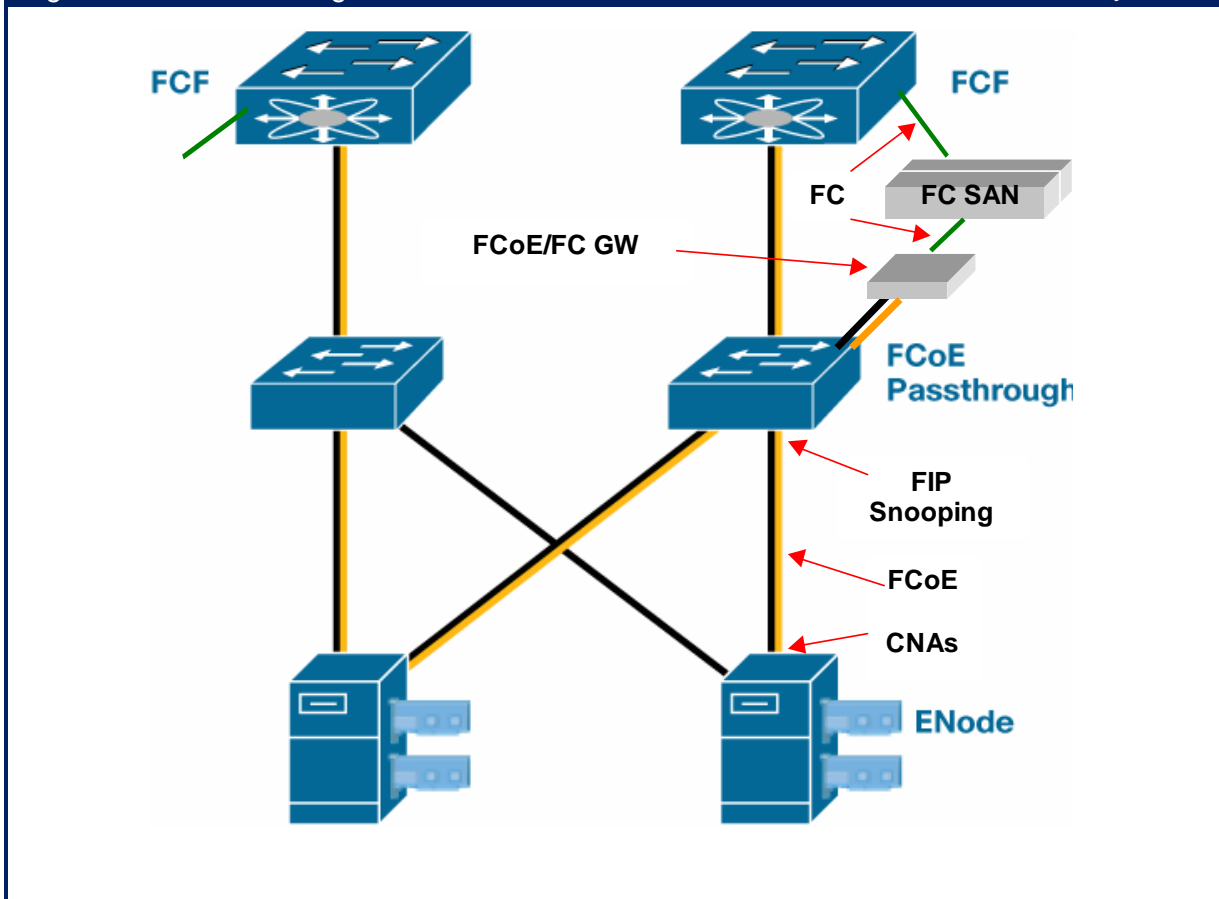 FCF
FCF
FC
FC SAN
FCoE/FC GW
FCoE
Passthrough
FIP
Snooping
FCoE
CNAs
ENode